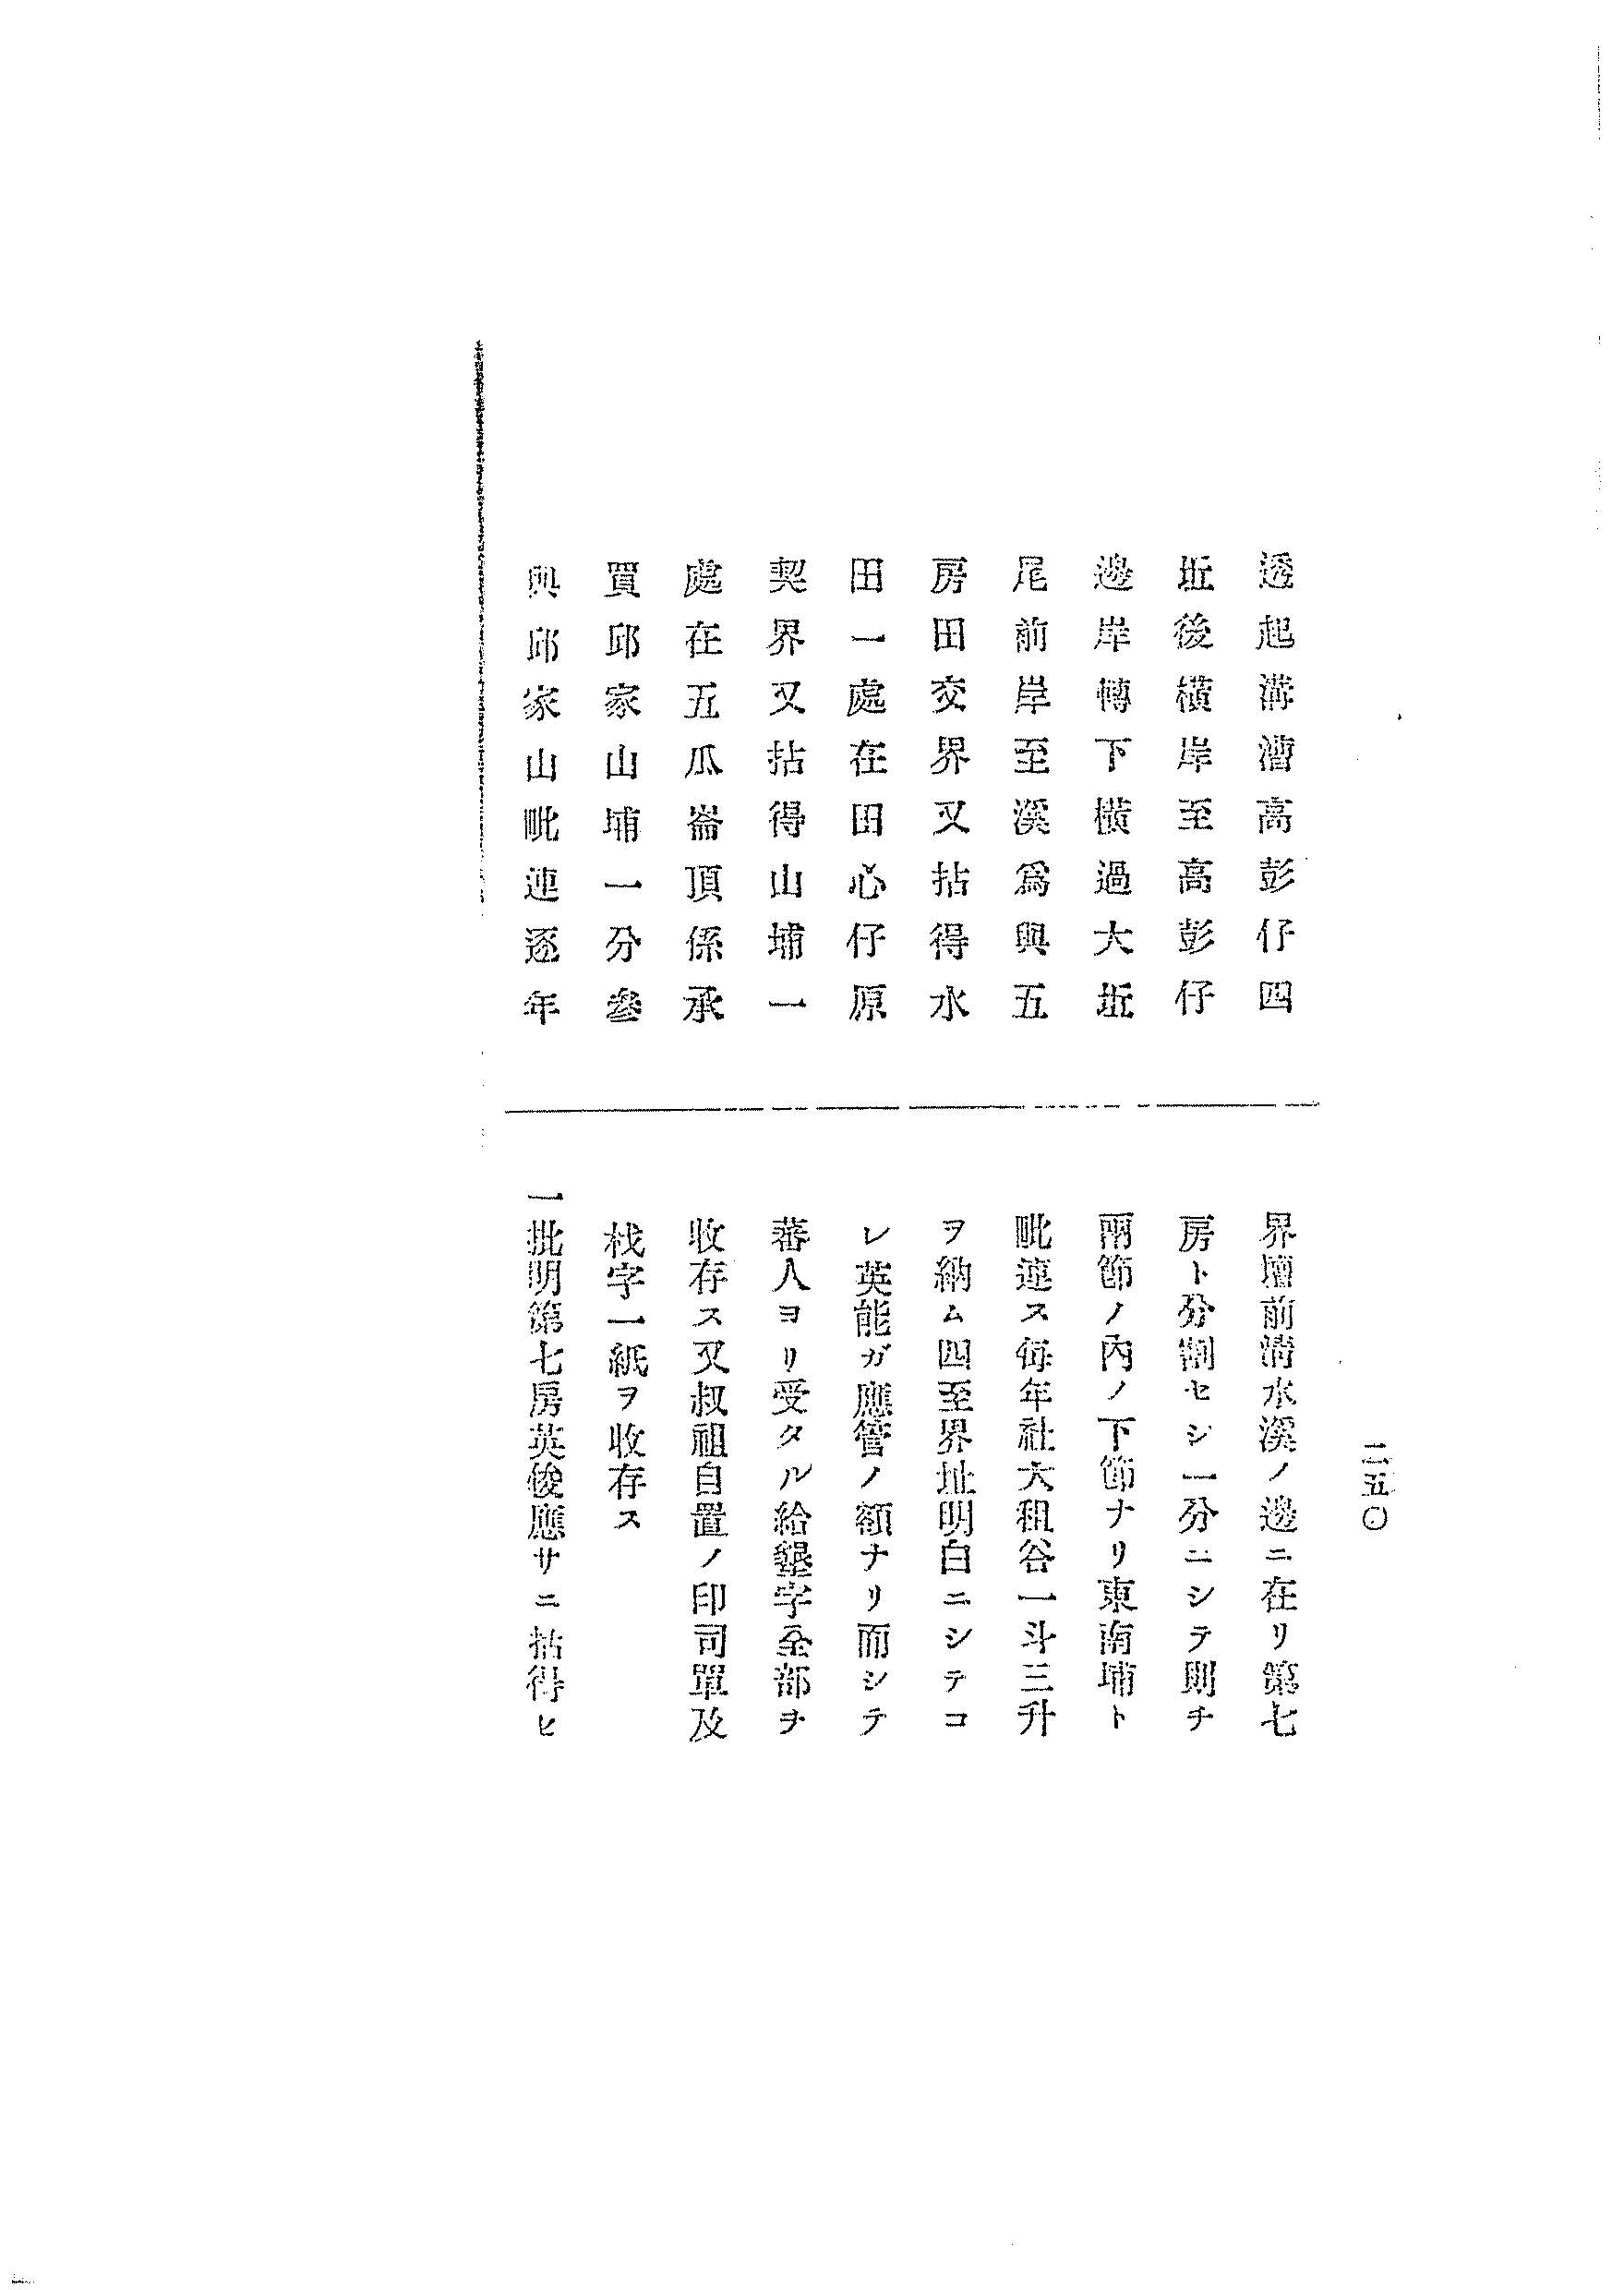 二五〇
透起溝漕高彭仔四
坵後橫岸至高彭仔
邊岸轉下橫過大坵
尾前岸至溪爲與五
房田交界又拈得水
田一處在田心仔原
契界又拈得山埔一
處在五瓜崙頂係承
買邱家山埔一分叄
與邱家山毗連逐年
界壇前淸水溪ノ邊ニ在リ第七
房ト分割セシ一分ニシテ則チ
兩節ノ內ノ下節ナリ東南埔ト
毗連ス每年社大租谷一斗三升
ヲ納ム四至界址明白ニシテコ
レ英能ガ應管ノ額ナリ而シテ
蕃人ヨリ受タル給墾字全部ヲ
收存ス又叔祖自置ノ印司單及
杖字一紙ヲ收存ス
一批明第七房英俊應サニ拈得ヒ